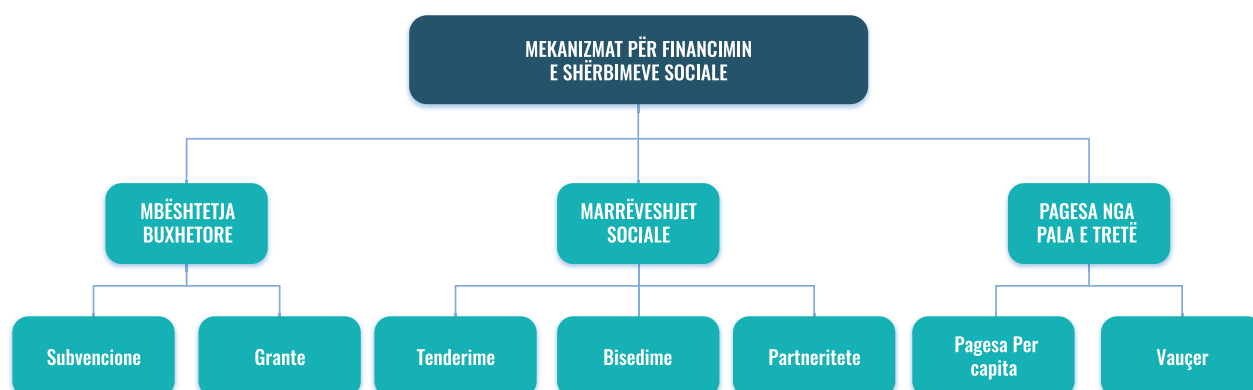 MEKANIZMAT PËR FINANCIMIN
E SHËRBIMEVE SOCIALE
MBËSHTETJA
BUXHETORE
MARRËVESHJET
SOCIALE
PAGESA NGA
PALA E TRETË
Subvencione
Grante
Tenderime
Bisedime
Partneritete
Pagesa Per
capita
Vauçer